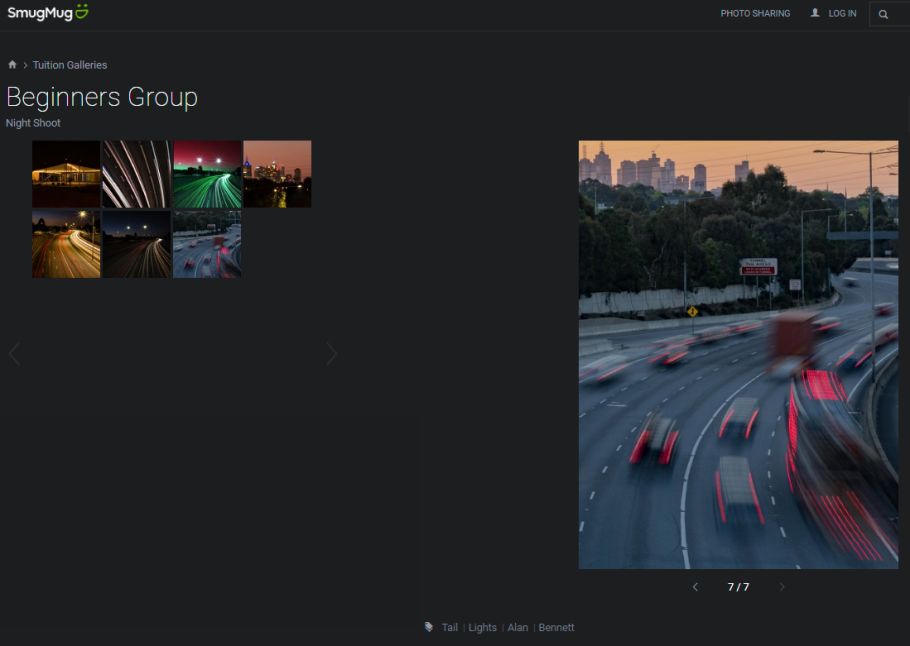 SmugMug
PHOTO SHARING
LOG IN
Tuition Galleries
Beginners Group
Night Shoot
7 / 7
Tail | Lights | Alan | Bennett